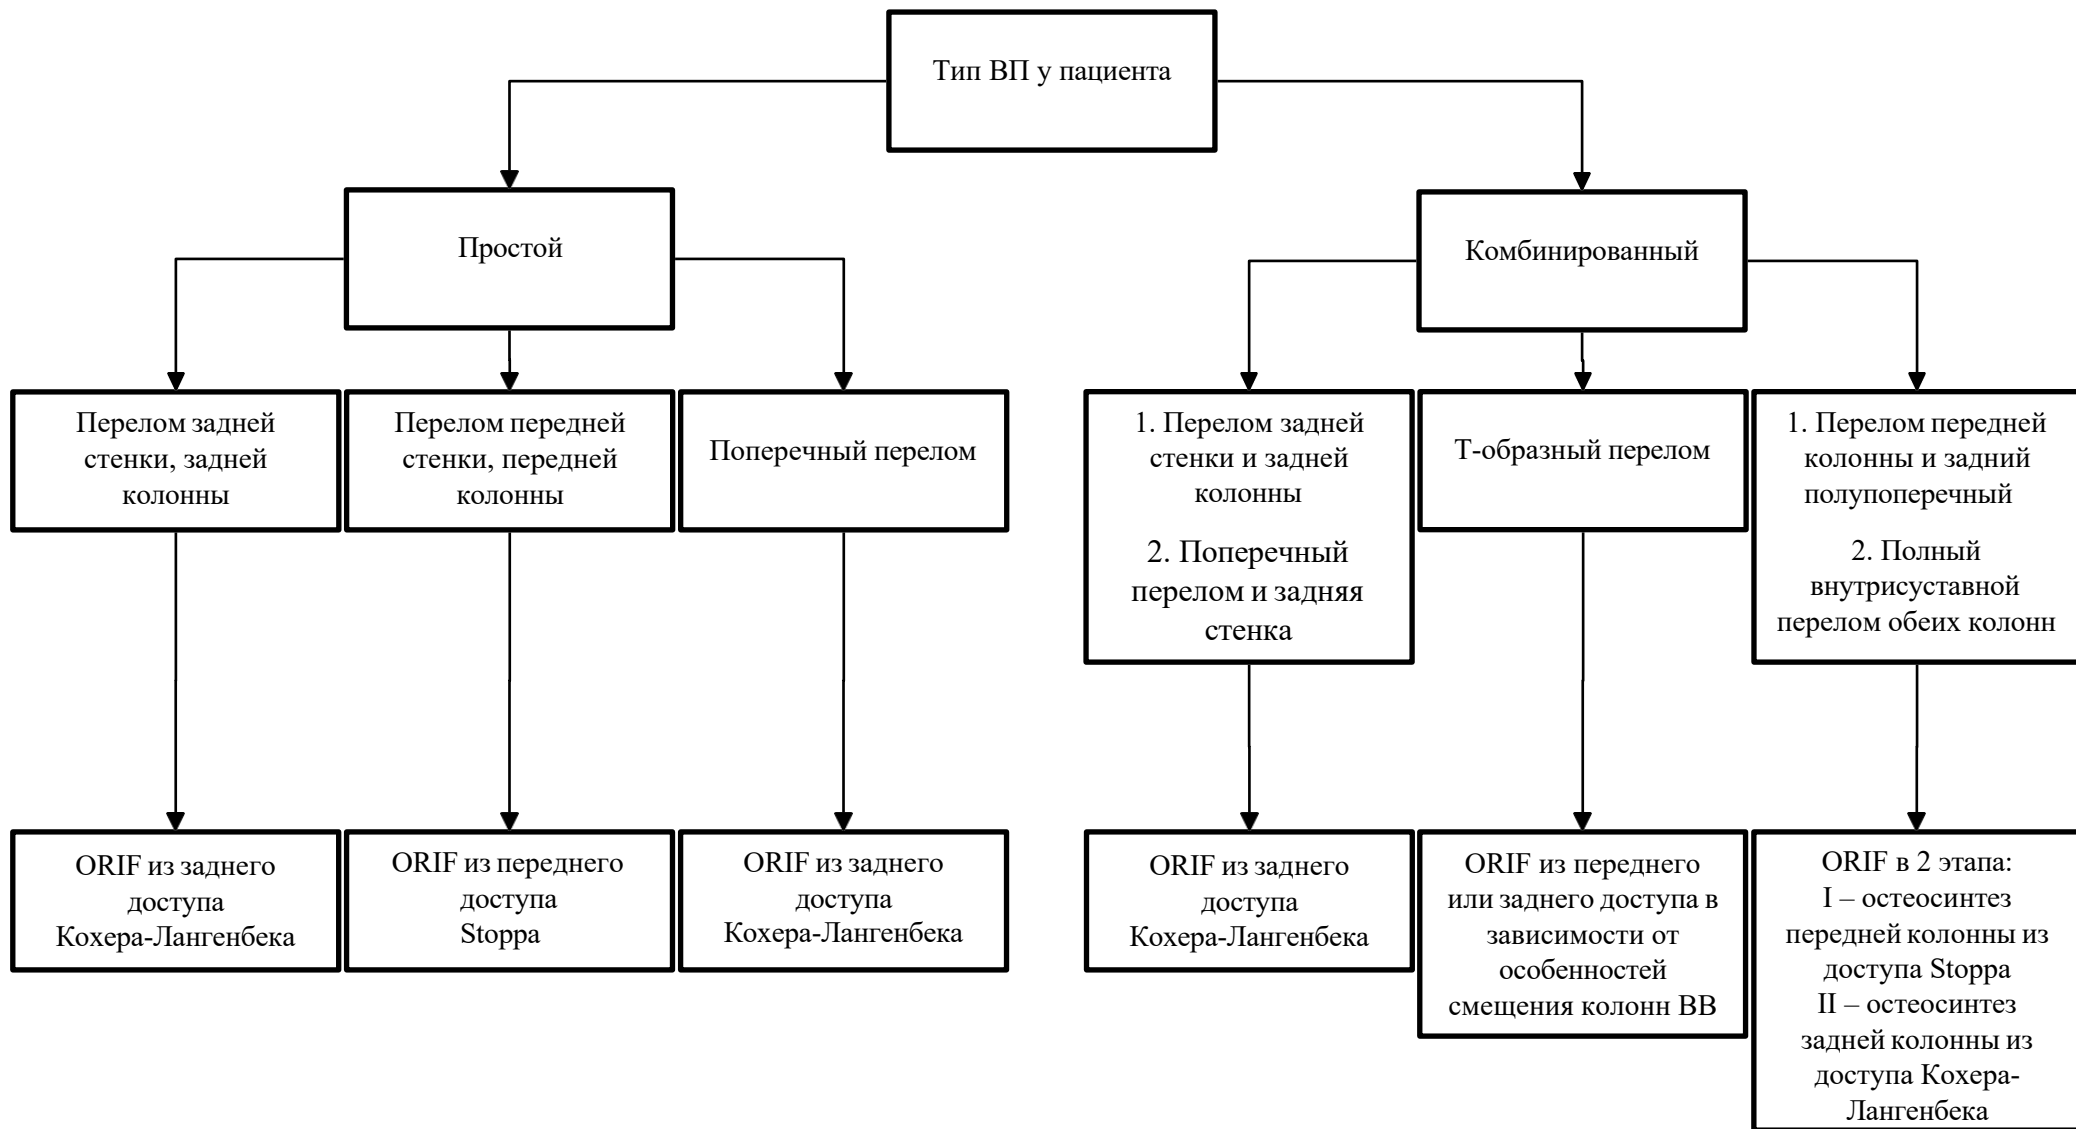 Тип ВП у пациента
Простой
Комбинированный
Перелом задней
стенки, задней
колонны
Перелом передней
стенки, передней
колонны
Поперечный перелом
1. Перелом задней
стенки и задней
колонны
2. Поперечный
перелом и задняя
стенка
Т-образный перелом
1. Перелом передней
колонны и задний
полупоперечный
2. Полный
внутрисуставной
перелом обеих колонн
ORIF из заднего
доступа
Кохера-Лангенбека
ORIF из переднего
доступа
Stoppa
ORIF из заднего
доступа
Кохера-Лангенбека
ORIF из заднего
доступа
Кохера-Лангенбека
ORIF из переднего
или заднего доступа в
зависимости от
особенностей
смещения колонн ВВ
ORIF в 2 этапа:
I – остеосинтез
передней колонны из
доступа Stoppa
II – остеосинтез
задней колонны из
доступа Кохера-
Лангенбека